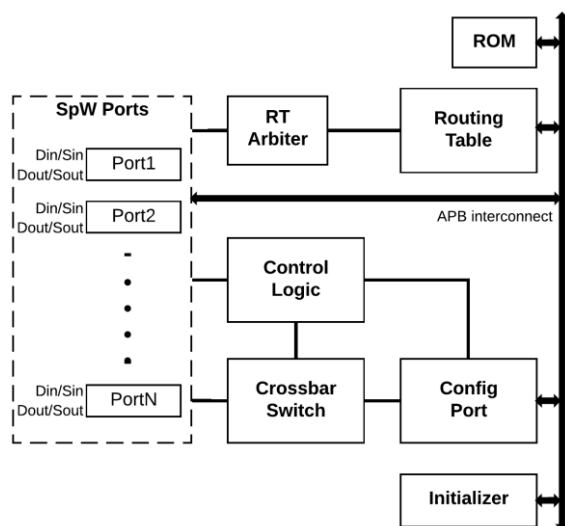 ROM
SpW Ports
RT
Arbiter
Routing
Table
Din/Sin
Dout/Sout
Port1
Din/Sin
Dout/Sout
Port2
APB interconnect
Control
Logic
Din/Sin
Dout/Sout
PortN
Crossbar
Switch
Config
Port
Initializer